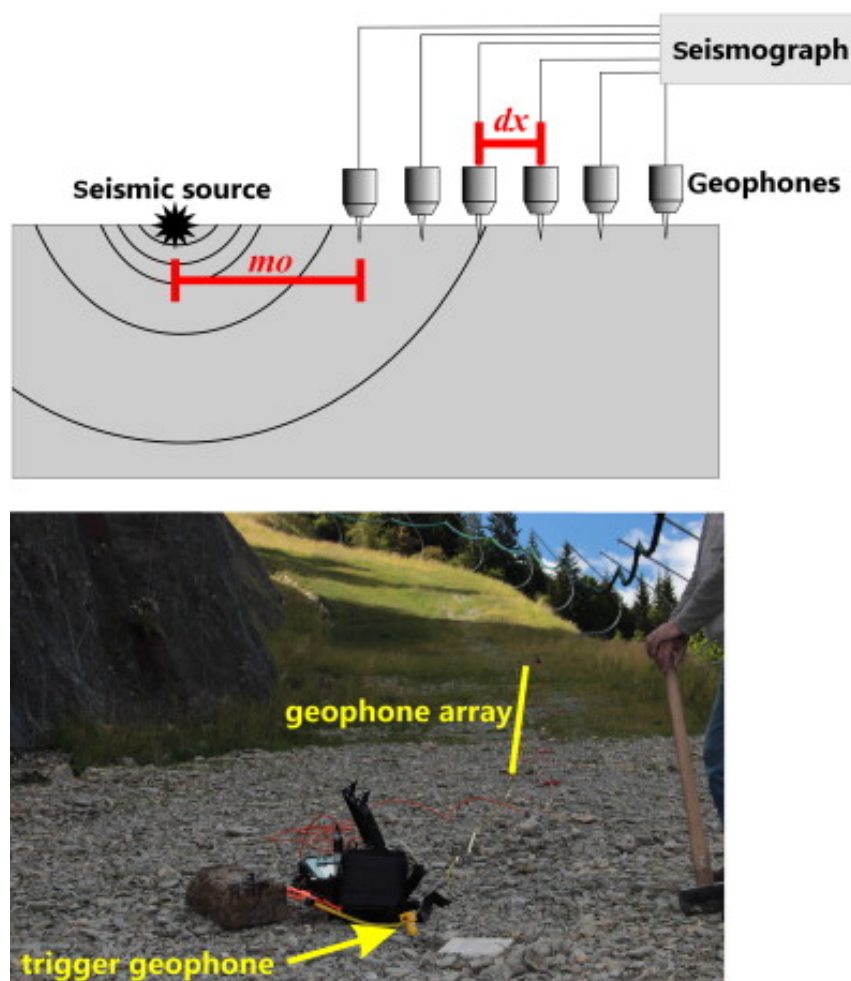 Seismograph
dx
Seismic source
Geophones
mo
geophone array
trigger geophone